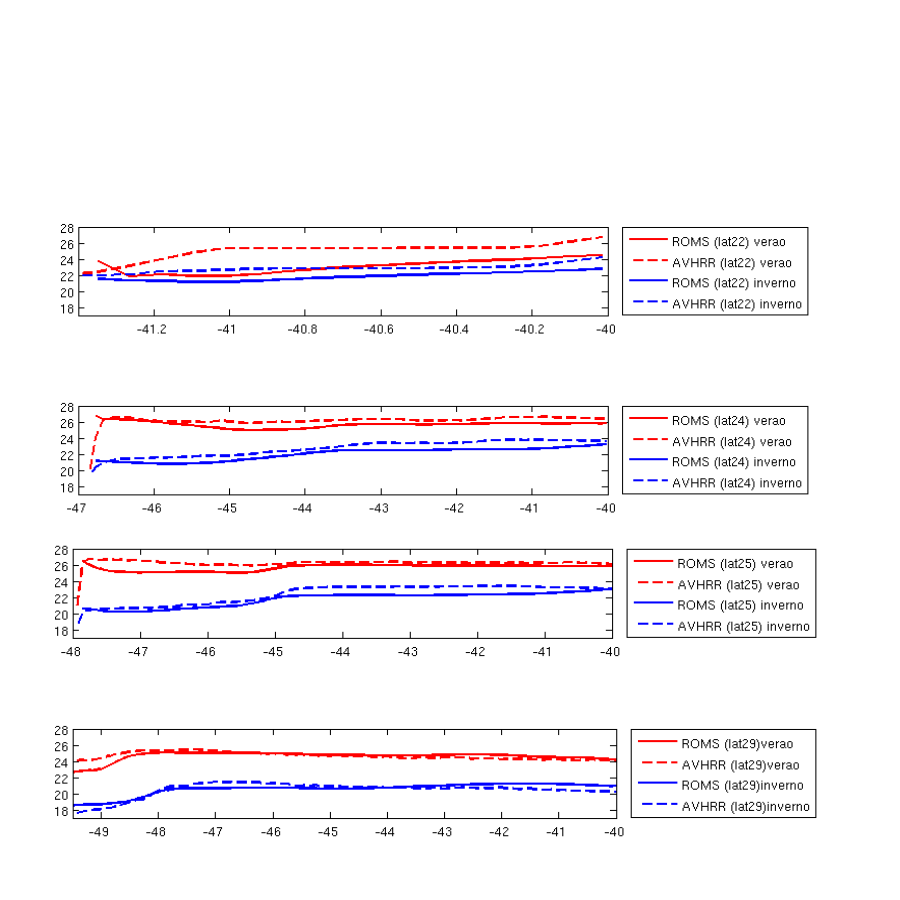 28
26
24
22
20
18
-41.2 -41 -40.8 -40.6 -40.4 -40.2 -40
ROMS (lat22) verao
AVHRR (lat22) verao
ROMS (lat22) inverno
AVHRR (lat22) inverno
28
26
24
22
20
18
-47 -46 -45 -44 -43 -42 -41 -40
ROMS (lat24) verao
AVHRR (lat24) verao
ROMS (lat24) inverno
AVHRR (lat24) inverno
28
26
24
22
20
18
-48 -47 -46 -45 -44 -43 -42 -41 -40
ROMS (lat25) verao
AVHRR (lat25) verao
ROMS (lat25) inverno
AVHRR (lat25) inverno
28
26
24
22
20
18
-49 -48 -47 -46 -45 -44 -43 -42 -41 -40
ROMS (lat29)verao
AVHRR (lat29)verao
ROMS (lat29)inverno
AVHRR (lat29)inverno